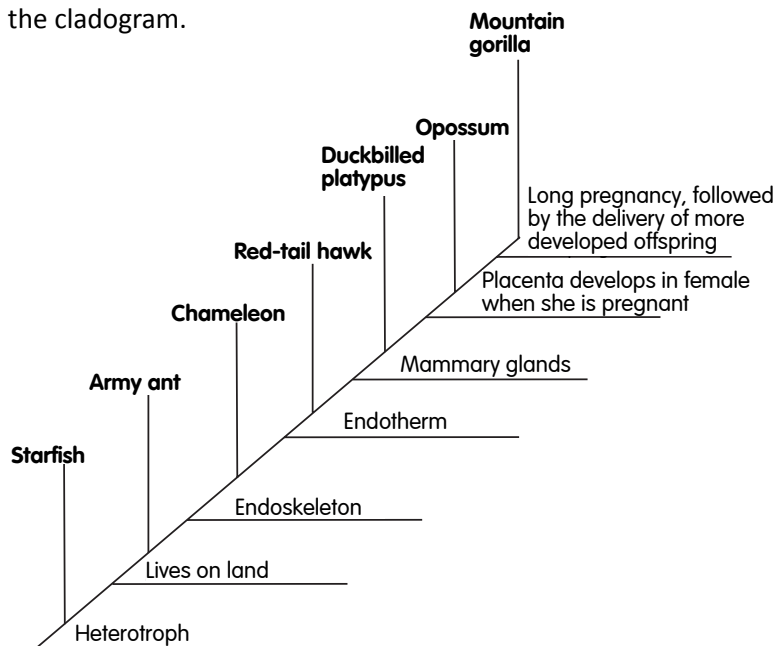 the cladogram.
Mountain
gorilla
Opossum
Duckbilled
platypus
Long pregnancy, followed
by the delivery of more
developed offspring
Red-tail hawk
Placenta develops in female
when she is pregnant
Chameleon
Mammary glands
Army ant
Endotherm
Starfish
Endoskeleton
Lives on land
Heterotroph